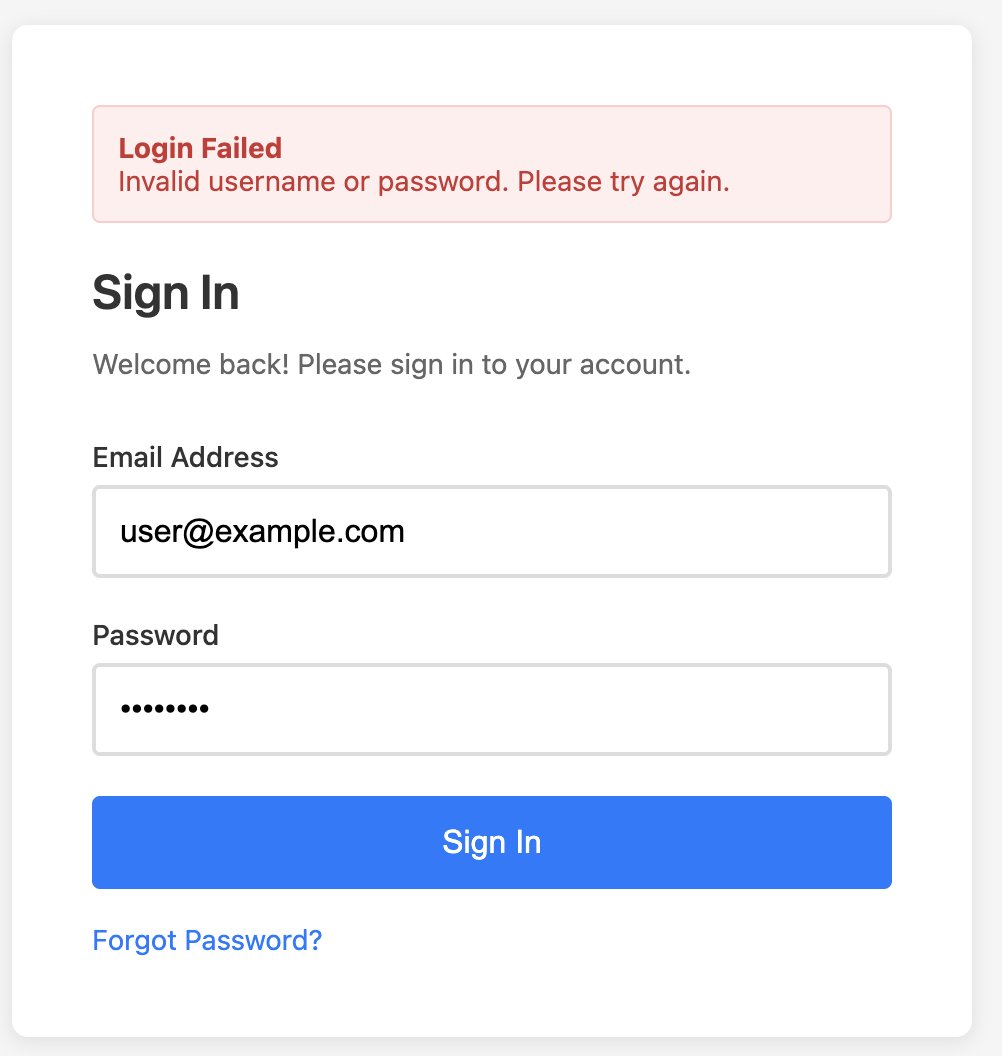 Login Failed
Invalid username or password. Please try again.
Sign In
Welcome back! Please sign in to your account.
Email Address
user@example.com
Password
••••••••
Sign In
Forgot Password?